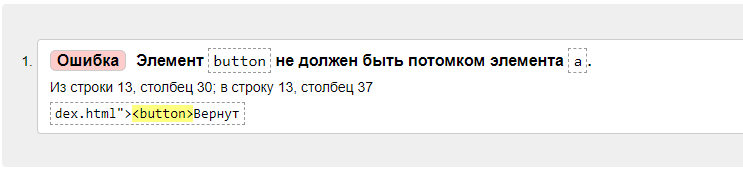 1. Ошибка Элемент button не должен быть потомком элемента a.
Из строки 13, столбец 30; в строку 13, столбец 37
dex.html"><button>Вернут